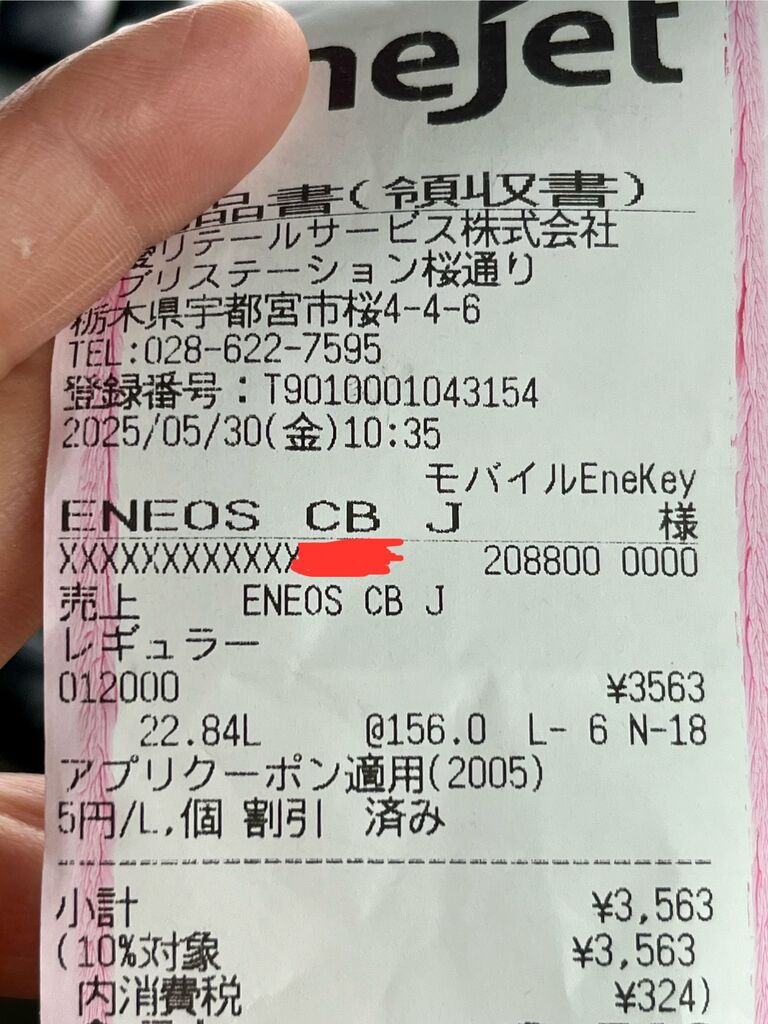 neJet
品書(領収書)
リテールサービス株式会社
ブリステーション桜通り
栃木県宇都宮市桜4-4-6
TEL:028-622-7595
登録番号:T9010001043154
2025/05/30(金)10:35
モバイルEneKey
ENEOS CB J 様
XXXXXXXXXXXX 208800 0000
売上 ENEOS CB J
レギュラー
012000 ¥3563
22.84L @156.0 L- 6 N-18
アプリクーポン適用(2005)
5円/L,個 割引 済み
小計 ¥3,563
(10%対象 ¥3,563
内消費税 ¥324)